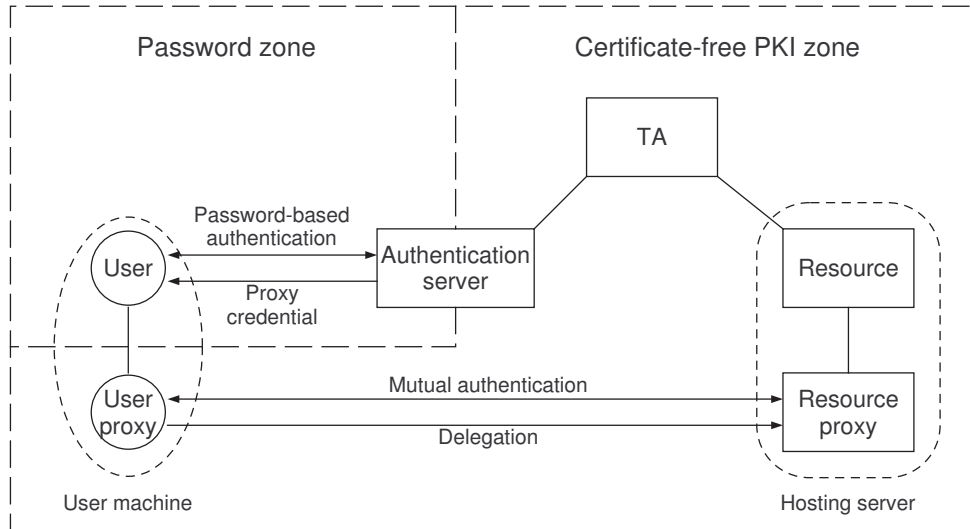 Password zone
Certificate-free PKI zone
TA
Password-based
authentication
User
Authentication
server
Resource
Proxy
credential
User
proxy
Mutual authentication
Resource
proxy
Delegation
User machine
Hosting server